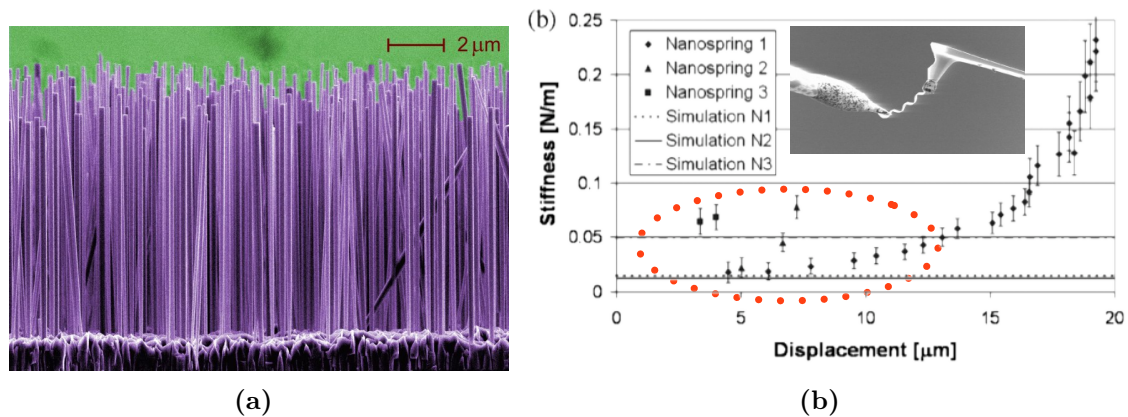 2 μm
(b)
Stiffness [N/m]
0.25
0.2
0.15
0.1
0.05
0
Nanospring 1
Nanospring 2
Nanospring 3
Simulation N1
Simulation N2
Simulation N3
0 5 10 15 20
Displacement [μm]
(a) (b)